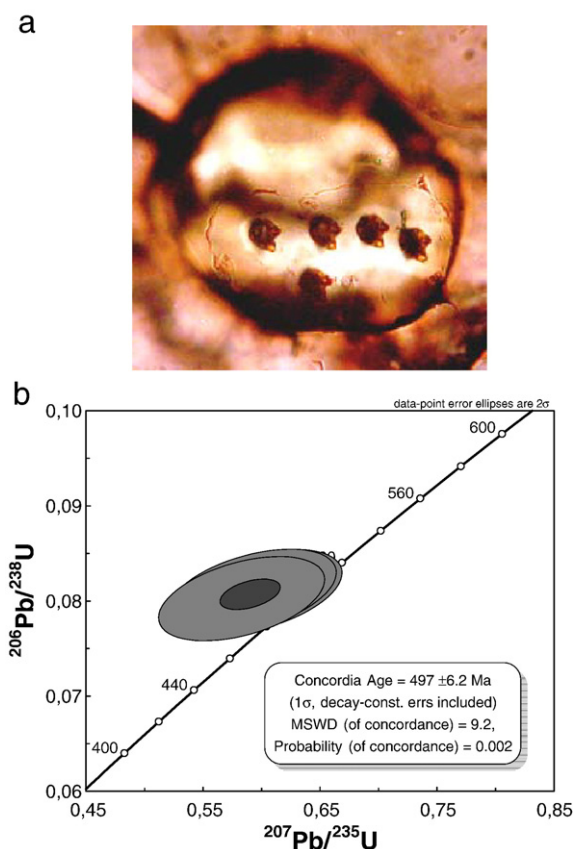 a
b
data-point error ellipses are 2σ
0,10
0,09
0,08
0,07
0,06
600
560
440
400
²⁰⁶Pb/²³⁸U
Concordia Age = 497 ±6.2 Ma
(1σ, decay-const. errs included)
MSWD (of concordance) = 9.2,
Probability (of concordance) = 0.002
0,45
0,55
0,65
0,75
0,85
²⁰⁷Pb/²³⁵U